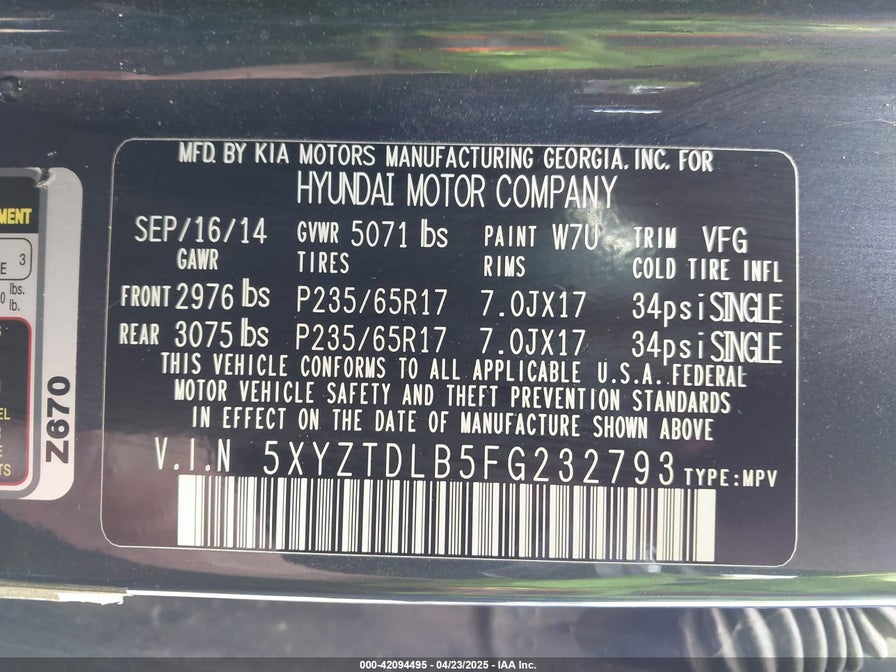 MFD. BY KIA MOTORS MANUFACTURING GEORGIA, INC. FOR
HYUNDAI MOTOR COMPANY
SEP/16/14 GVWR 5071 lbs PAINT W7U TRIM VFG
GAWR TIRES RIMS COLD TIRE INFL
FRONT 2976 lbs P235/65R17 7.0JX17 34psi SINGLE
REAR 3075 lbs P235/65R17 7.0JX17 34psi SINGLE
THIS VEHICLE CONFORMS TO ALL APPLICABLE U.S.A. FEDERAL
MOTOR VEHICLE SAFETY AND THEFT PREVENTION STANDARDS
IN EFFECT ON THE DATE OF MANUFACTURE SHOWN ABOVE
V.I.N 5XYZTDLB5FG232793 TYPE:MPV
3
lbs.
lb.
Z670
000-42094495 - 04/23/2025 - IAA Inc.